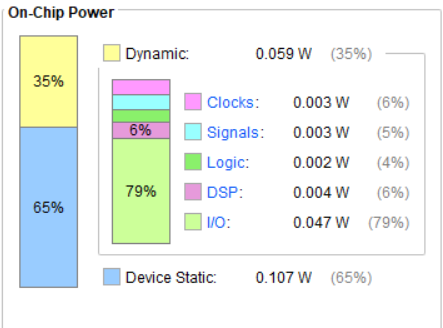 On-Chip Power
35%
65%
Dynamic: 0.059 W (35%)
6%
79%
Clocks: 0.003 W (6%)
Signals: 0.003 W (5%)
Logic: 0.002 W (4%)
DSP: 0.004 W (6%)
I/O: 0.047 W (79%)
Device Static: 0.107 W (65%)